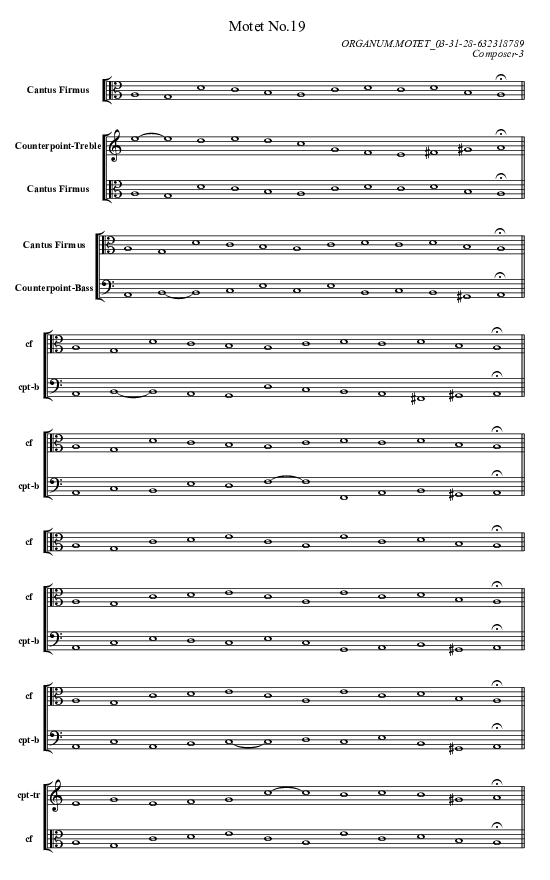 Motet No.19
ORGANUM.MOTET_03-31-28-632318789
Composer-3
Cantus Firmus
Counterpoint-Treble
Cantus Firmus
Cantus Firmus
Counterpoint-Bass
cf
cpt-b
cf
cpt-b
cf
cf
cpt-b
cf
cpt-b
cpt-tr
cf